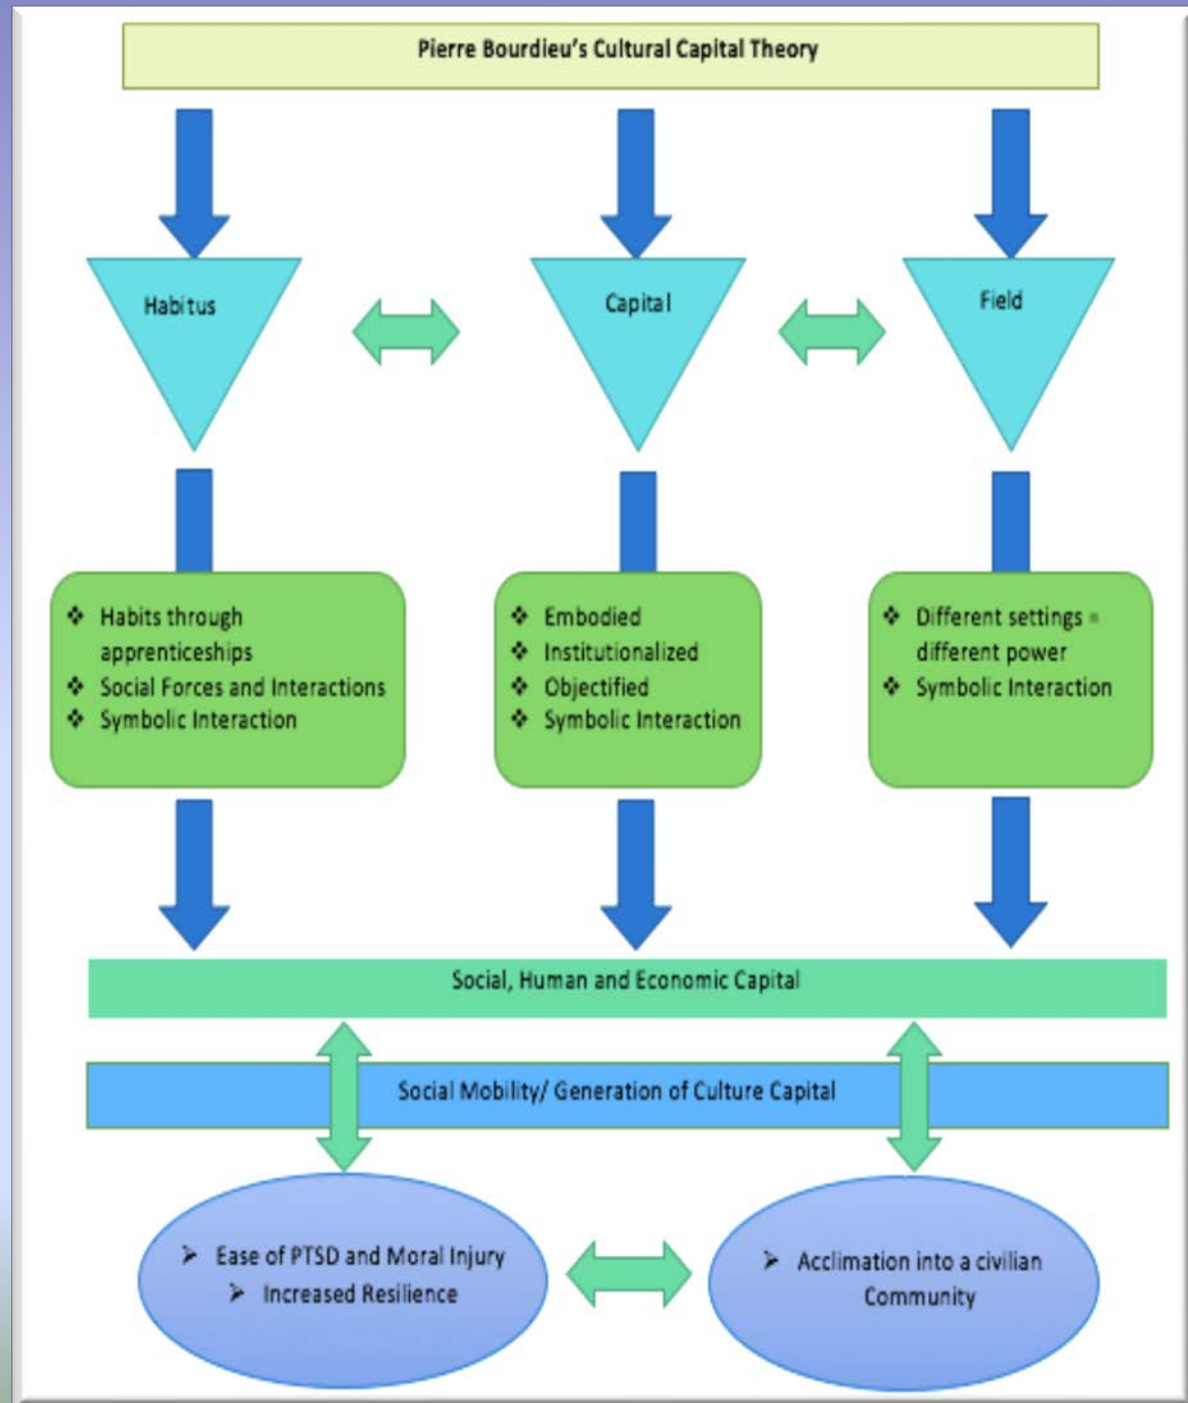 Pierre Bourdieu's Cultural Capital Theory
Habitus
Capital
Field
❖ Habits through
apprenticeships
❖ Social Forces and Interactions
❖ Symbolic Interaction
❖ Embodied
❖ Institutionalized
❖ Objectified
❖ Symbolic Interaction
❖ Different settings =
different power
❖ Symbolic Interaction
Social, Human and Economic Capital
Social Mobility/ Generation of Culture Capital
➢ Ease of PTSD and Moral Injury
➢ Increased Resilience
➢ Acclimation into a civilian
Community